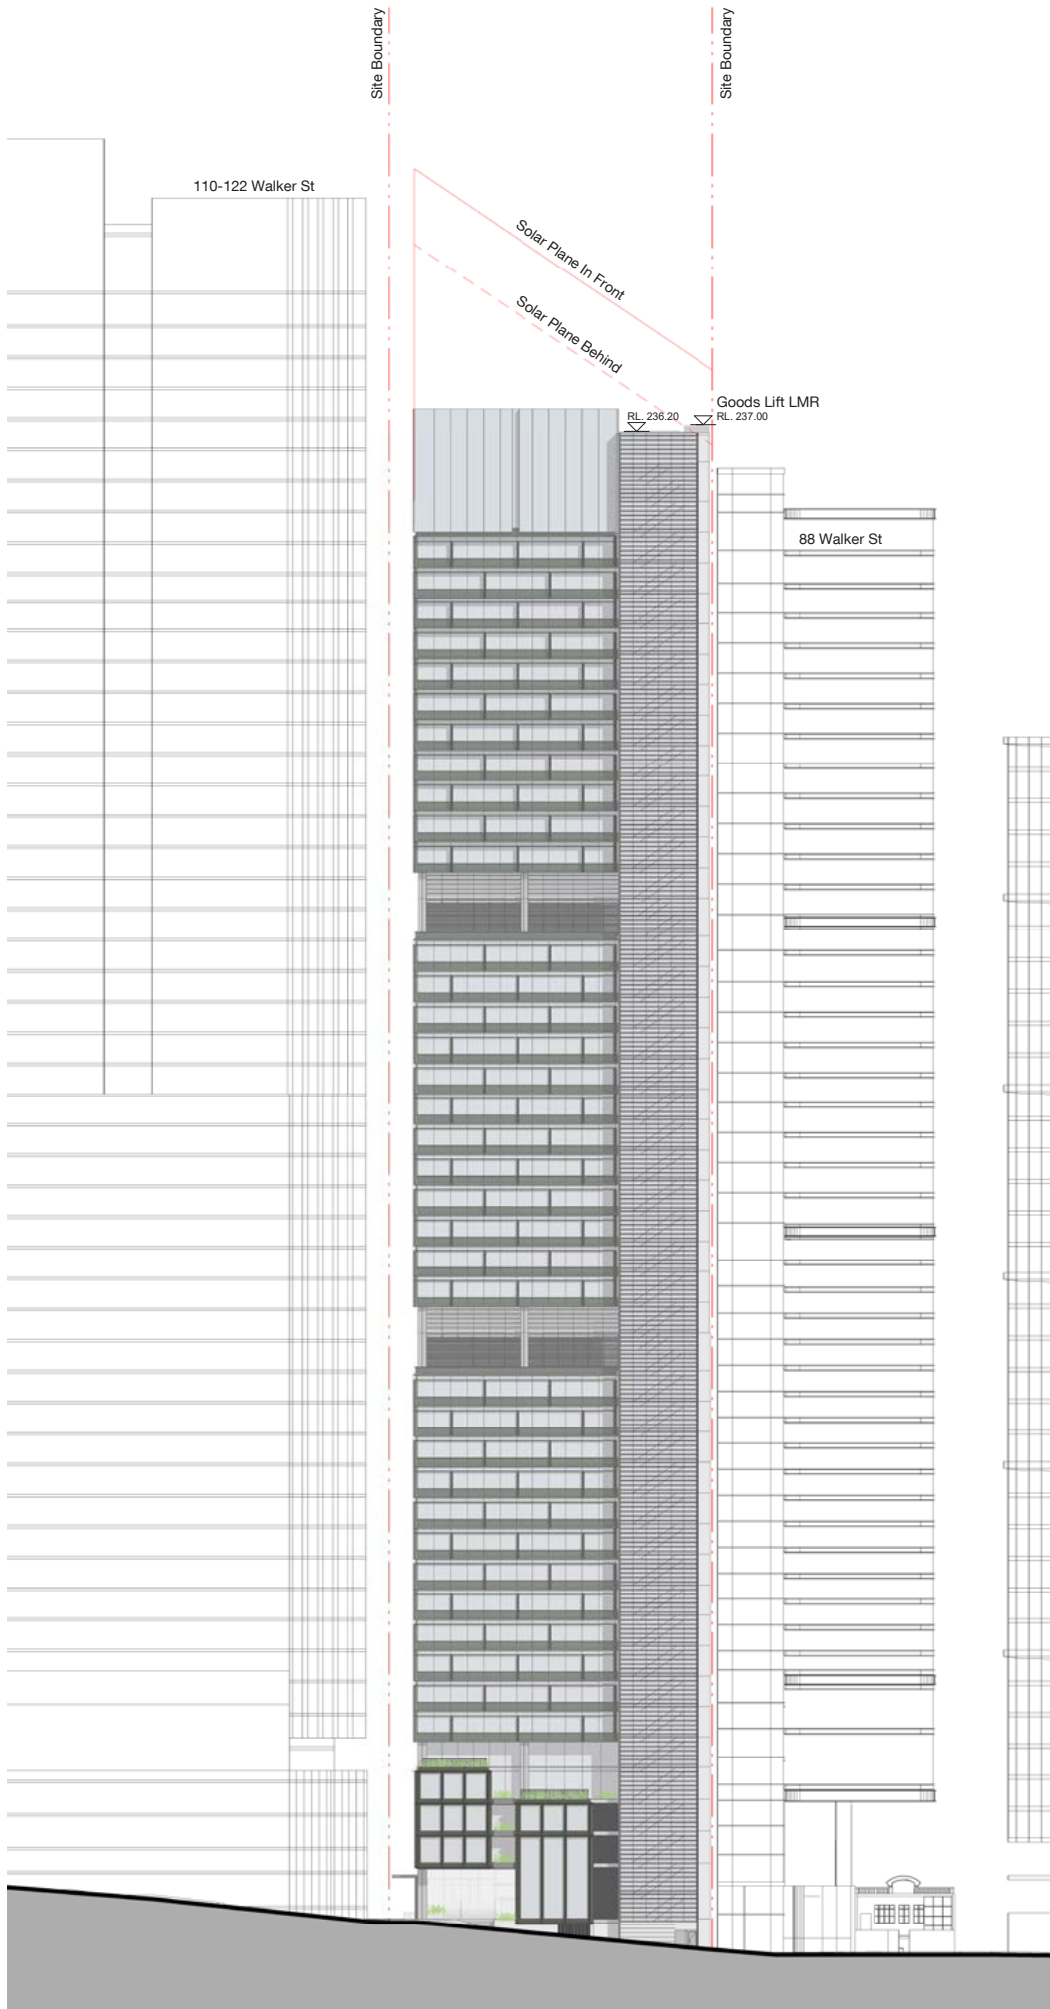 Site Boundary
Site Boundary
110-122 Walker St
Solar Plane In Front
Solar Plane Behind
Goods Lift LMR
RL. 236.20
RL. 237.00
88 Walker St